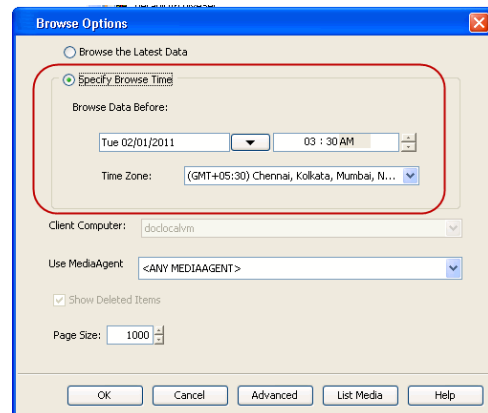 Browse Options
Browse the Latest Data
Specify Browse Time
Browse Data Before:
Tue 02/01/2011 03 : 30 AM
Time Zone: (GMT+05:30) Chennai, Kolkata, Mumbai, N...
Client Computer: doclocalvm
Use MediaAgent <ANY MEDIAAGENT>
Show Deleted Items
Page Size: 1000
OK Cancel Advanced List Media Help